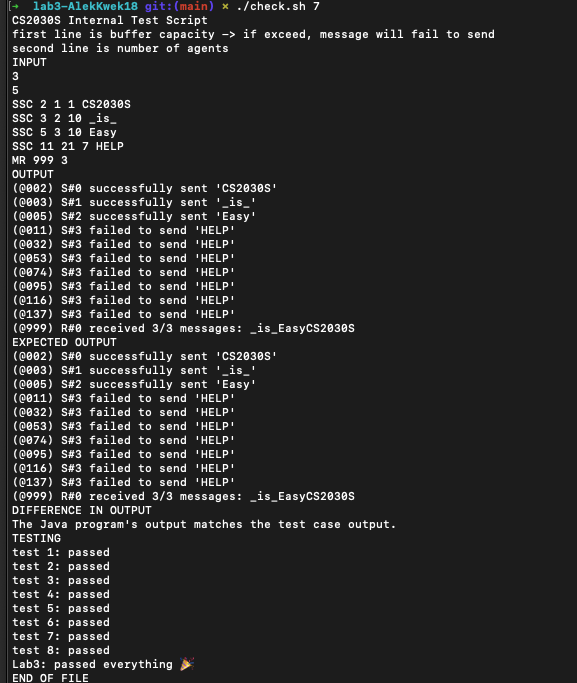 [→  lab3-AlekKwek18 git:(main) × ./check.sh 7
CS2030S Internal Test Script
first line is buffer capacity -> if exceed, message will fail to send
second line is number of agents
INPUT
3
5
SSC 2 1 1 CS2030S
SSC 3 2 10 _is_
SSC 5 3 10 Easy
SSC 11 21 7 HELP
MR 999 3
OUTPUT
(@002) S#0 successfully sent 'CS2030S'
(@003) S#1 successfully sent '_is_'
(@005) S#2 successfully sent 'Easy'
(@011) S#3 failed to send 'HELP'
(@032) S#3 failed to send 'HELP'
(@053) S#3 failed to send 'HELP'
(@074) S#3 failed to send 'HELP'
(@095) S#3 failed to send 'HELP'
(@116) S#3 failed to send 'HELP'
(@137) S#3 failed to send 'HELP'
(@999) R#0 received 3/3 messages: _is_EasyCS2030S
EXPECTED OUTPUT
(@002) S#0 successfully sent 'CS2030S'
(@003) S#1 successfully sent '_is_'
(@005) S#2 successfully sent 'Easy'
(@011) S#3 failed to send 'HELP'
(@032) S#3 failed to send 'HELP'
(@053) S#3 failed to send 'HELP'
(@074) S#3 failed to send 'HELP'
(@095) S#3 failed to send 'HELP'
(@116) S#3 failed to send 'HELP'
(@137) S#3 failed to send 'HELP'
(@999) R#0 received 3/3 messages: _is_EasyCS2030S
DIFFERENCE IN OUTPUT
The Java program's output matches the test case output.
TESTING
test 1: passed
test 2: passed
test 3: passed
test 4: passed
test 5: passed
test 6: passed
test 7: passed
test 8: passed
Lab3: passed everything 🎉
END OF FILE